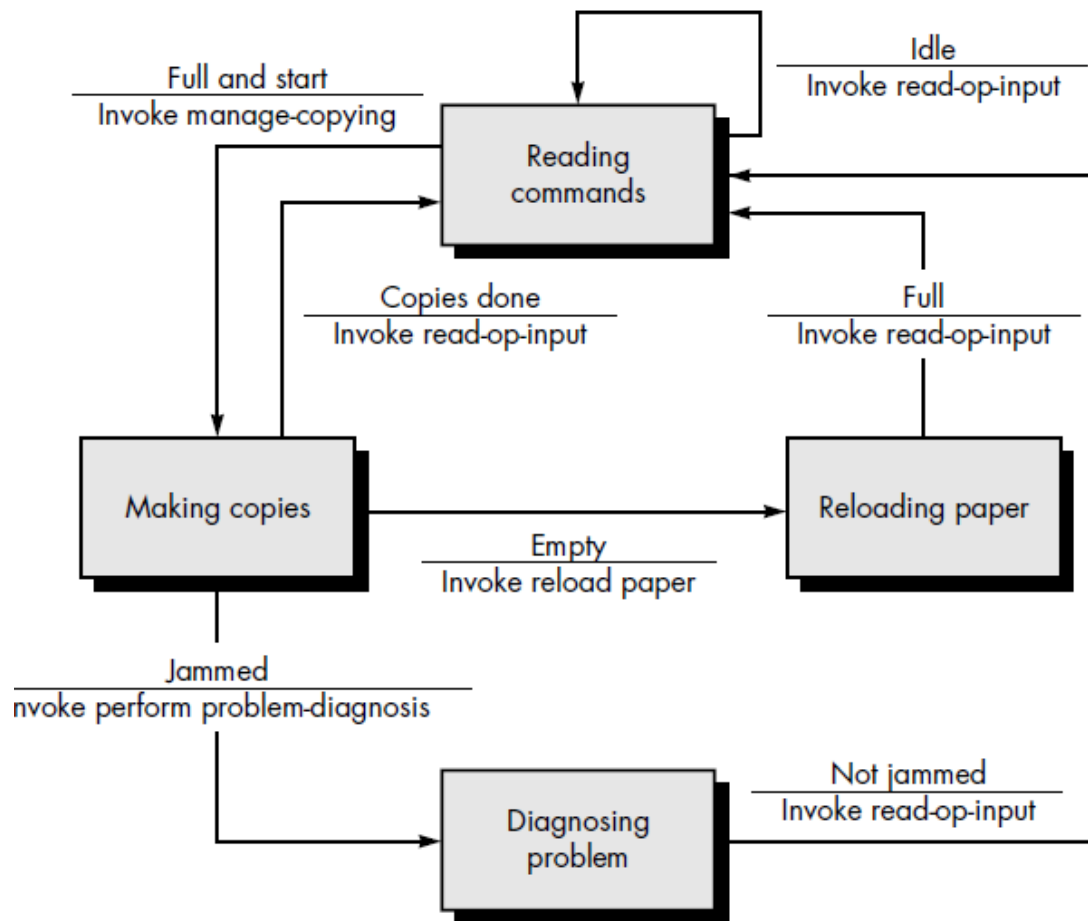 Idle
Invoke read-op-input
Full and start
Invoke manage-copying
Reading
commands
Copies done
Invoke read-op-input
Full
Invoke read-op-input
Making copies
Reloading paper
Empty
Invoke reload paper
Jammed
nvoke perform problem-diagnosis
Not jammed
Invoke read-op-input
Diagnosing
problem